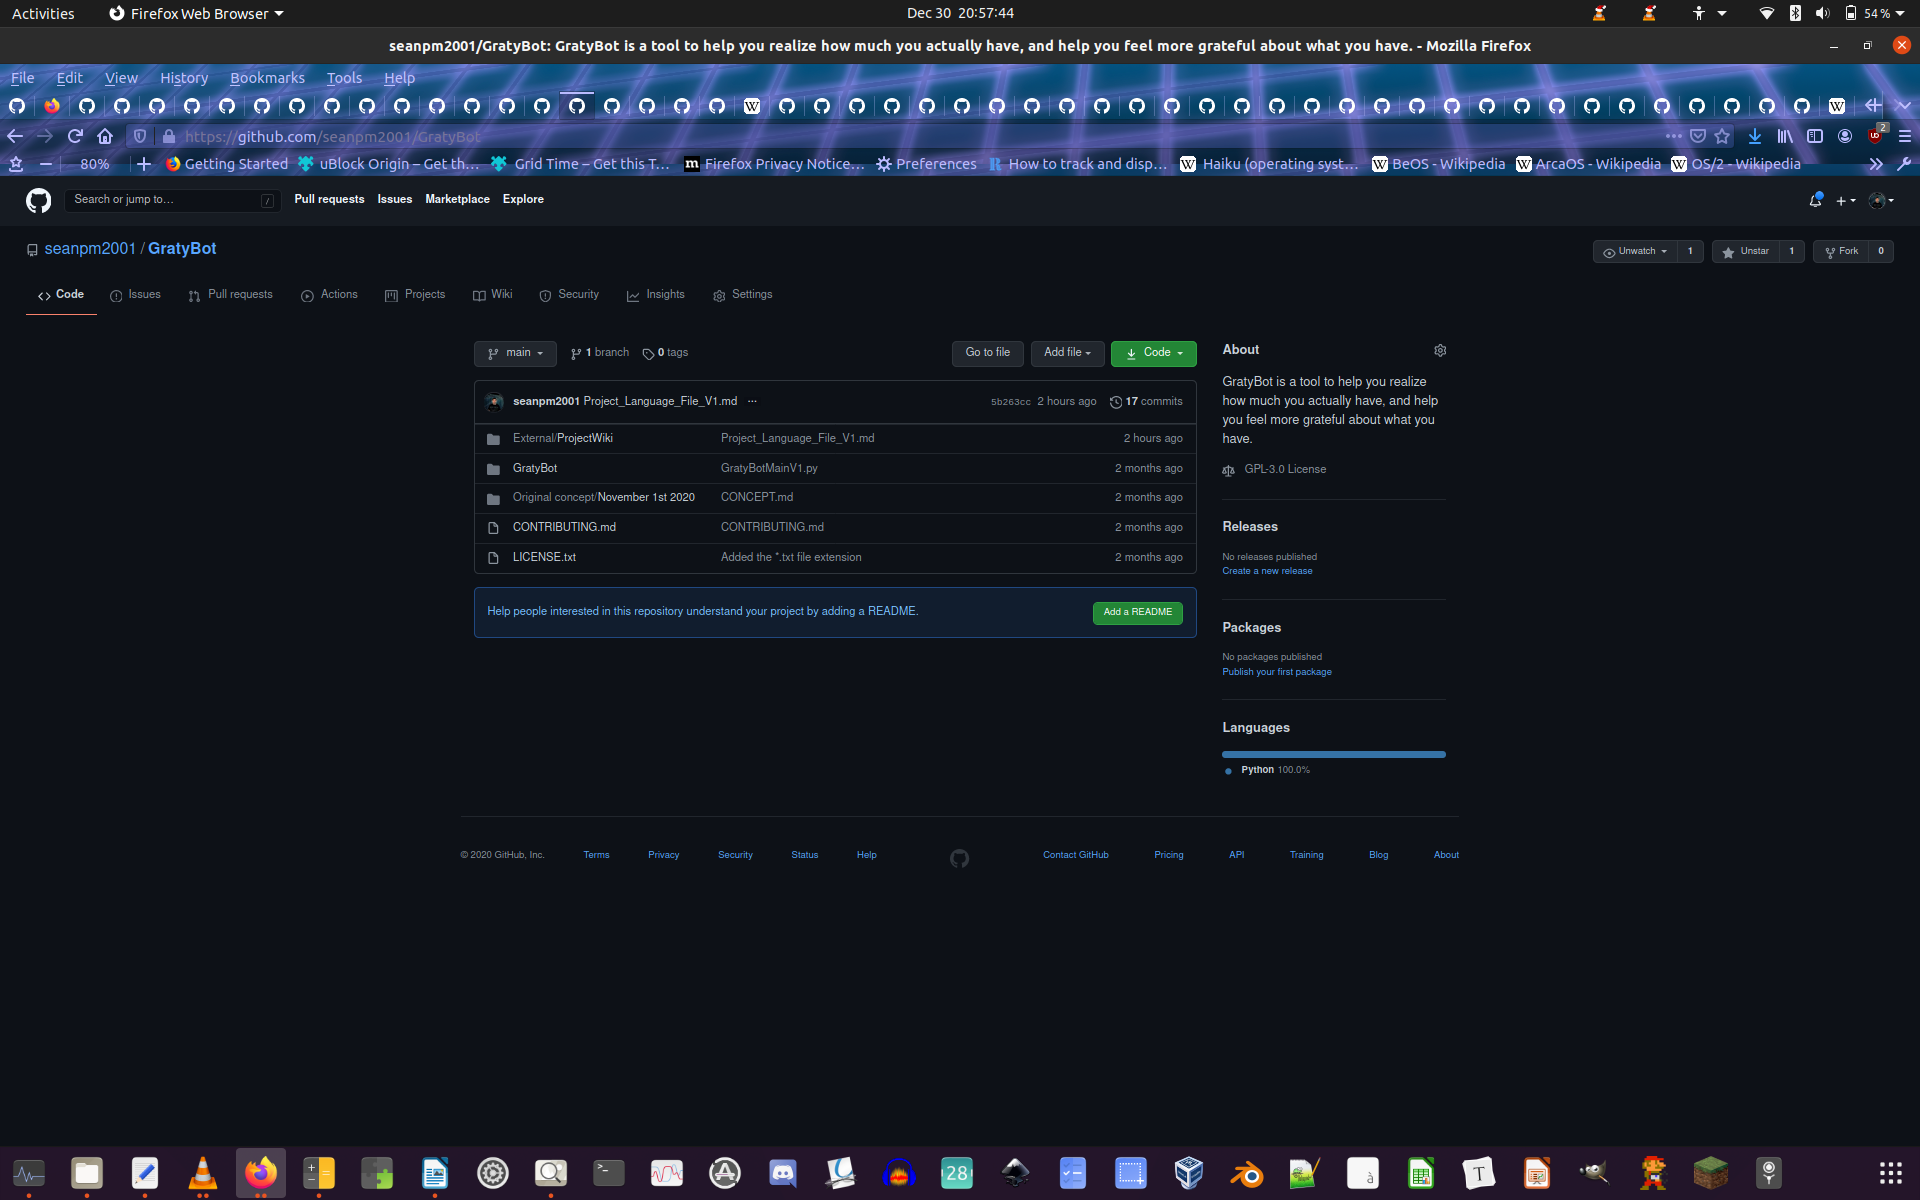 Activities Firefox Web Browser Dec 30 20:57:44 54 %
seanpm2001/GratyBot: GratyBot is a tool to help you realize how much you actually have, and help you feel more grateful about what you have. - Mozilla Firefox
File Edit View History Bookmarks Tools Help
https://github.com/seanpm2001/GratyBot 2
80% Getting Started uBlock Origin – Get th… Grid Time – Get this T… Firefox Privacy Notice… Preferences How to track and disp… Haiku (operating syst… BeOS - Wikipedia ArcaOS - Wikipedia OS/2 - Wikipedia
Search or jump to… / Pull requests Issues Marketplace Explore
seanpm2001 / GratyBot Unwatch 1 Unstar 1 Fork 0
Code Issues Pull requests Actions Projects Wiki Security Insights Settings
main 1 branch 0 tags Go to file Add file Code
seanpm2001 Project_Language_File_V1.md ... 5b263cc 2 hours ago 17 commits
External/ProjectWiki Project_Language_File_V1.md 2 hours ago
GratyBot GratyBotMainV1.py 2 months ago
Original concept/November 1st 2020 CONCEPT.md 2 months ago
CONTRIBUTING.md CONTRIBUTING.md 2 months ago
LICENSE.txt Added the *.txt file extension 2 months ago
Help people interested in this repository understand your project by adding a README. Add a README
About
GratyBot is a tool to help you realize
how much you actually have, and help
you feel more grateful about what you
have.
GPL-3.0 License
Releases
No releases published
Create a new release
Packages
No packages published
Publish your first package
Languages
Python 100.0%
© 2020 GitHub, Inc. Terms Privacy Security Status Help Contact GitHub Pricing API Training Blog About
28